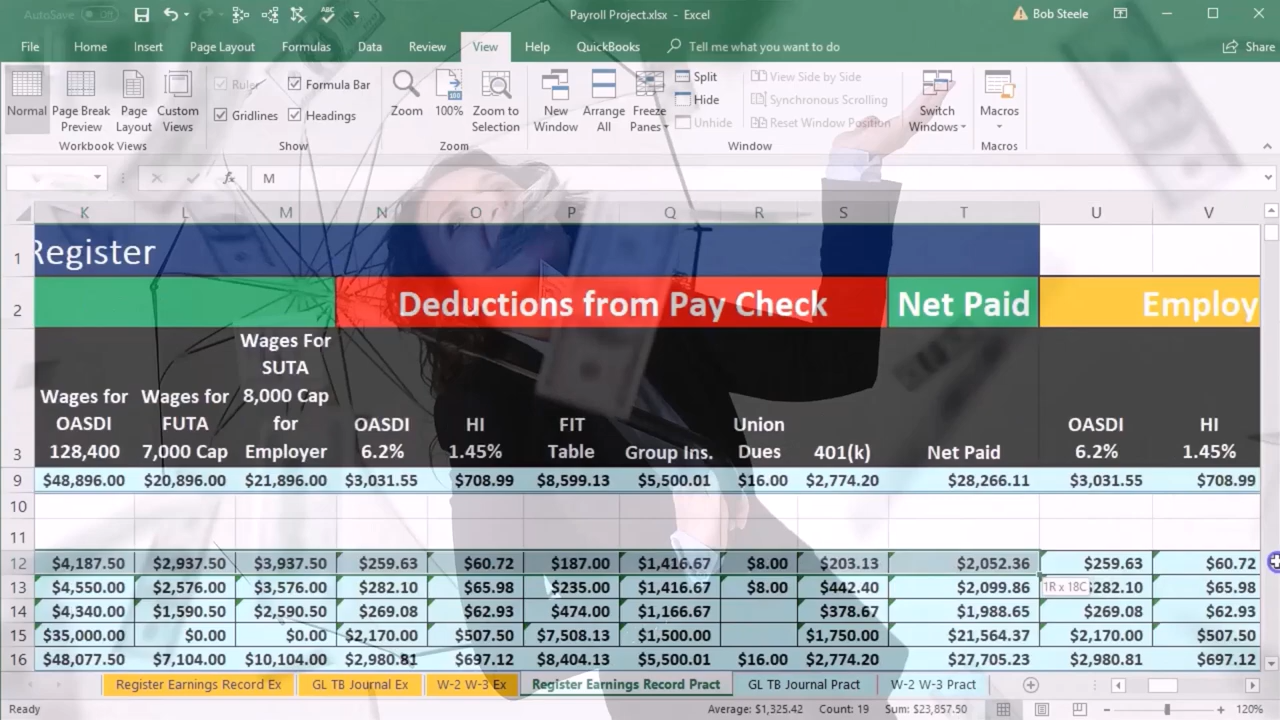 AutoSave Off
Payroll Project.xlsx - Excel
Bob Steele
File Home Insert Page Layout Formulas Data Review View Help QuickBooks Tell me what you want to do Share
Normal
Page Break Preview
Page Layout
Custom Views
Workbook Views
Ruler
Gridlines
Formula Bar
Headings
Show
Zoom
100%
Zoom to Selection
Zoom
New Window
Arrange All
Freeze Panes
Split
Hide
Unhide
View Side by Side
Synchronous Scrolling
Reset Window Position
Switch Windows
Window
Macros
Macros
fx M
K L M N O P Q R S T U V
1 Register
2 Deductions from Pay Check Net Paid Employ
3 Wages for OASDI 128,400
Wages for FUTA 7,000 Cap
Wages For SUTA 8,000 Cap for Employer
OASDI 6.2%
HI 1.45%
FIT Table
Group Ins.
Union Dues
401(k)
Net Paid
OASDI 6.2%
HI 1.45%
9 $48,896.00 $20,896.00 $21,896.00 $3,031.55 $708.99 $8,599.13 $5,500.01 $16.00 $2,774.20 $28,266.11 $3,031.55 $708.99
10
11
12 $4,187.50 $2,937.50 $3,937.50 $259.63 $60.72 $187.00 $1,416.67 $8.00 $203.13 $2,052.36 $259.63 $60.72
13 $4,550.00 $2,576.00 $3,576.00 $282.10 $65.98 $235.00 $1,416.67 $8.00 $442.40 $2,099.86 1R x 18C $282.10 $65.98
14 $4,340.00 $1,590.50 $2,590.50 $269.08 $62.93 $474.00 $1,166.67 $378.67 $1,988.65 $269.08 $62.93
15 $35,000.00 $0.00 $0.00 $2,170.00 $507.50 $7,508.13 $1,500.00 $1,750.00 $21,564.37 $2,170.00 $507.50
16 $48,077.50 $7,104.00 $10,104.00 $2,980.81 $697.12 $8,404.13 $5,500.01 $16.00 $2,774.20 $27,705.23 $2,980.81 $697.12
Register Earnings Record Ex GL TB Journal Ex W-2 W-3 Ex Register Earnings Record Pract GL TB Journal Pract W-2 W-3 Pract
Ready Average: $1,325.42 Count: 19 Sum: $23,857.50 120%